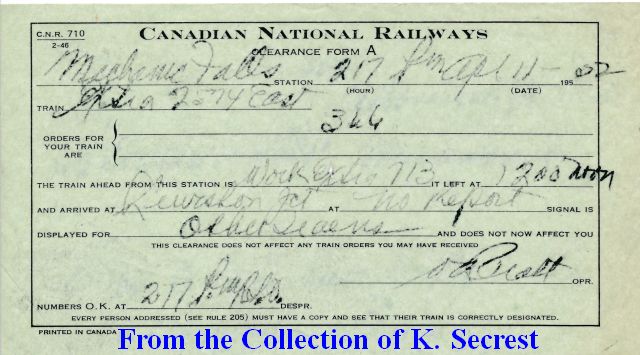 C.N.R. 710
2-46
CANADIAN NATIONAL RAILWAYS
CLEARANCE FORM A
Mechanic Falls STATION 217 Pm Apl 11 1952
(HOUR) (DATE)
TRAIN Extra 2574 East
366
ORDERS FOR
YOUR TRAIN
ARE
THE TRAIN AHEAD FROM THIS STATION IS Work Extra 713 IT LEFT AT 1200 noon
AND ARRIVED AT Lewiston Jct AT No Report SIGNAL IS
DISPLAYED FOR Other AND DOES NOT NOW AFFECT YOU
THIS CLEARANCE DOES NOT AFFECT ANY TRAIN ORDERS YOU MAY HAVE RECEIVED
OPR.
NUMBERS O.K. AT 217 Pm DESPR.
EVERY PERSON ADDRESSED (SEE RULE 205) MUST HAVE A COPY AND SEE THAT THEIR TRAIN IS CORRECTLY DESIGNATED.
PRINTED IN CANADA
From the Collection of K. Secrest